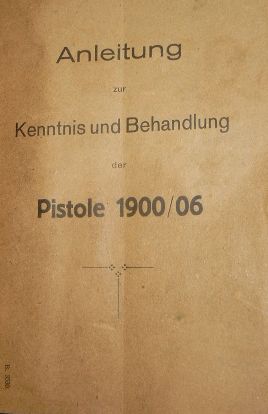 Anleitung
zur
Kenntnis und Behandlung
der
Pistole 1900/06